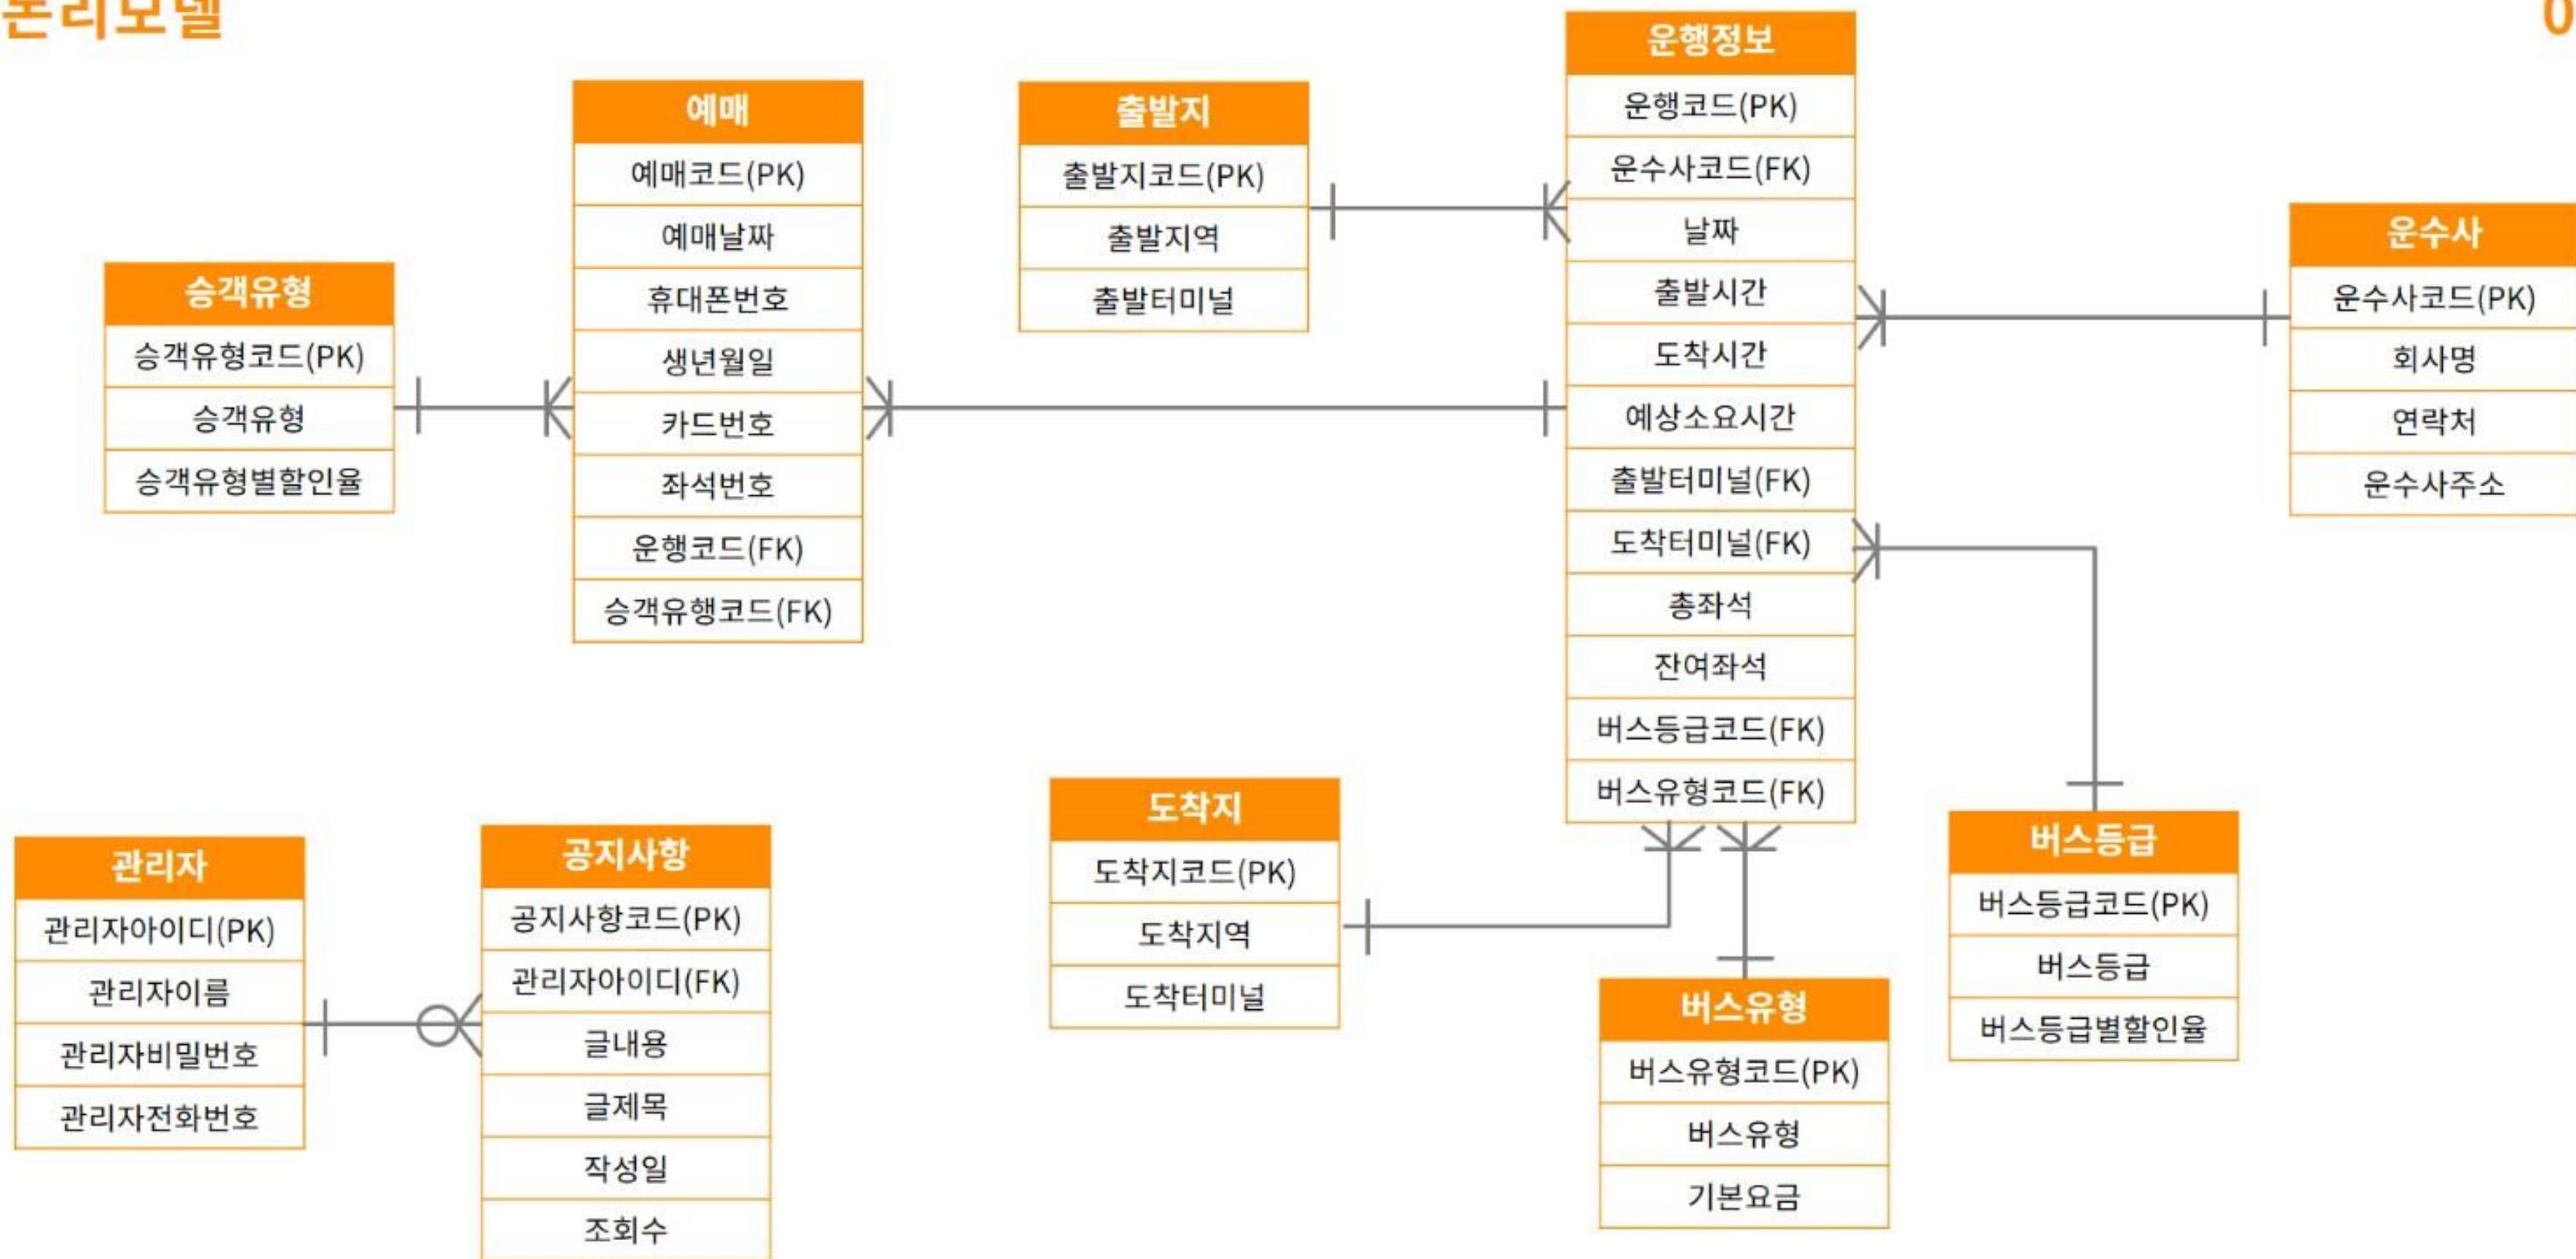 논리모델
0
운행정보
운행코드(PK)
운수사코드(FK)
날짜
출발시간
도착시간
예상소요시간
출발터미널(FK)
도착터미널(FK)
총좌석
잔여좌석
버스등급코드(FK)
버스유형코드(FK)
예매
예매코드(PK)
예매날짜
휴대폰번호
생년월일
카드번호
좌석번호
운행코드(FK)
승객유행코드(FK)
출발지
출발지코드(PK)
출발지역
출발터미널
운수사
운수사코드(PK)
회사명
연락처
운수사주소
승객유형
승객유형코드(PK)
승객유형
승객유형별할인율
관리자
관리자아이디(PK)
관리자이름
관리자비밀번호
관리자전화번호
공지사항
공지사항코드(PK)
관리자아이디(FK)
글내용
글제목
작성일
조회수
도착지
도착지코드(PK)
도착지역
도착터미널
버스유형
버스유형코드(PK)
버스유형
기본요금
버스등급
버스등급코드(PK)
버스등급
버스등급별할인율